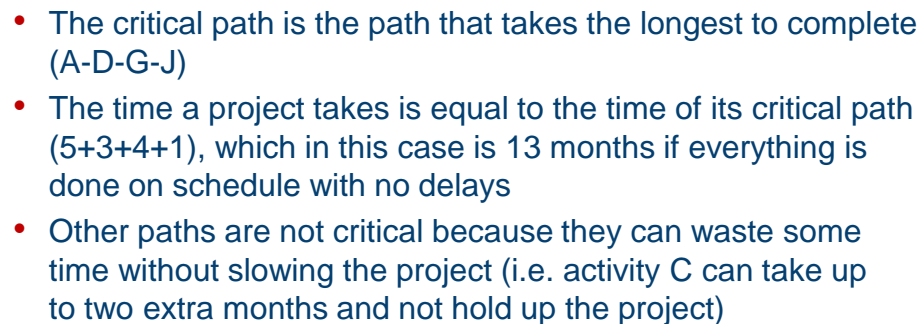 • The critical path is the path that takes the longest to complete
(A-D-G-J)
• The time a project takes is equal to the time of its critical path
(5+3+4+1), which in this case is 13 months if everything is
done on schedule with no delays
• Other paths are not critical because they can waste some
time without slowing the project (i.e. activity C can take up
to two extra months and not hold up the project)